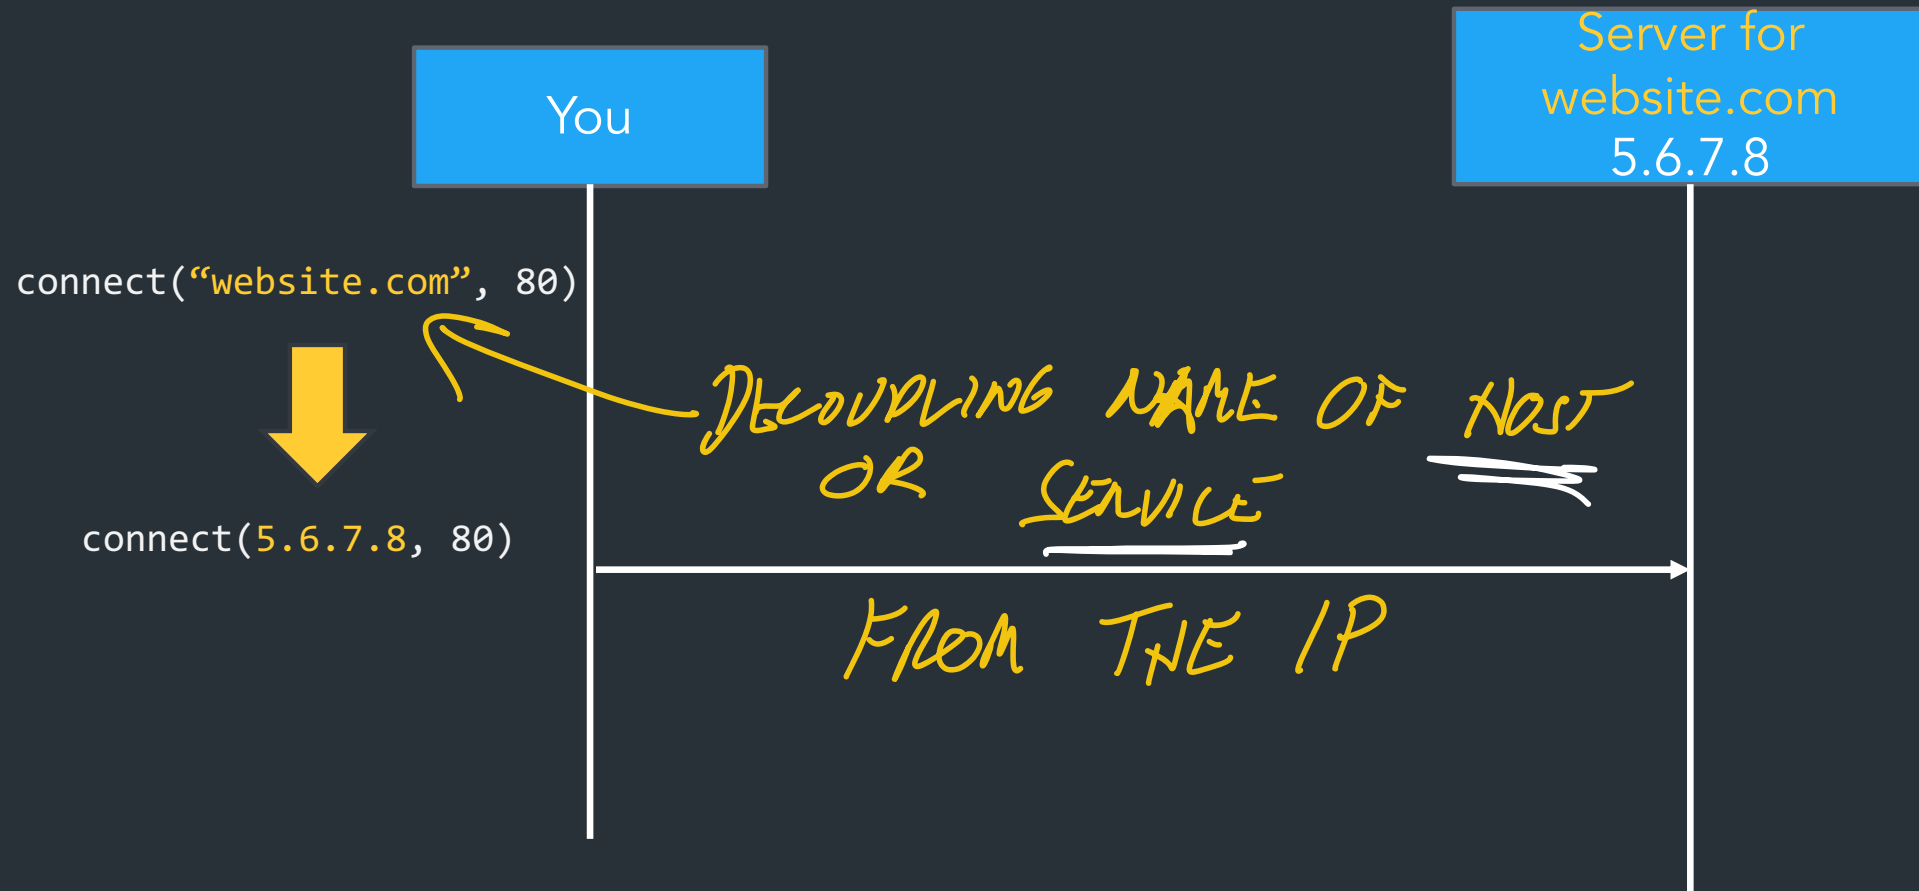 You
Server for
website.com
5.6.7.8
connect(“website.com”, 80)
DECOUPLING NAME OF HOST
OR SERVICE
connect(5.6.7.8, 80)
FROM THE IP